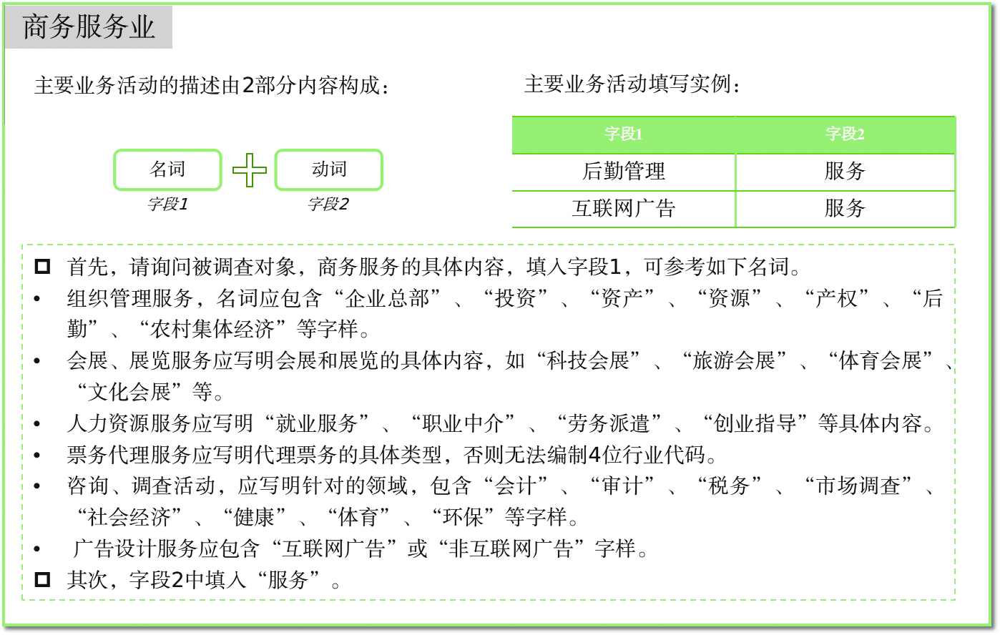 商务服务业
主要业务活动的描述由2部分内容构成：
名词
动词
字段1
字段2
主要业务活动填写实例：
字段1 字段2
后勤管理 服务
互联网广告 服务
首先，请询问被调查对象，商务服务的具体内容，填入字段1，可参考如下名词。
• 组织管理服务，名词应包含“企业总部”、“投资”、“资产”、“资源”、“产权”、“后
勤”、“农村集体经济”等字样。
• 会展、展览服务应写明会展和展览的具体内容，如“科技会展”、“旅游会展”、“体育会展”、
“文化会展”等。
• 人力资源服务应写明“就业服务”、“职业中介”、“劳务派遣”、“创业指导”等具体内容。
• 票务代理服务应写明代理票务的具体类型，否则无法编制4位行业代码。
• 咨询、调查活动，应写明针对的领域，包含“会计”、“审计”、“税务”、“市场调查”、
“社会经济”、“健康”、“体育”、“环保”等字样。
• 广告设计服务应包含“互联网广告”或“非互联网广告”字样。
其次，字段2中填入“服务”。